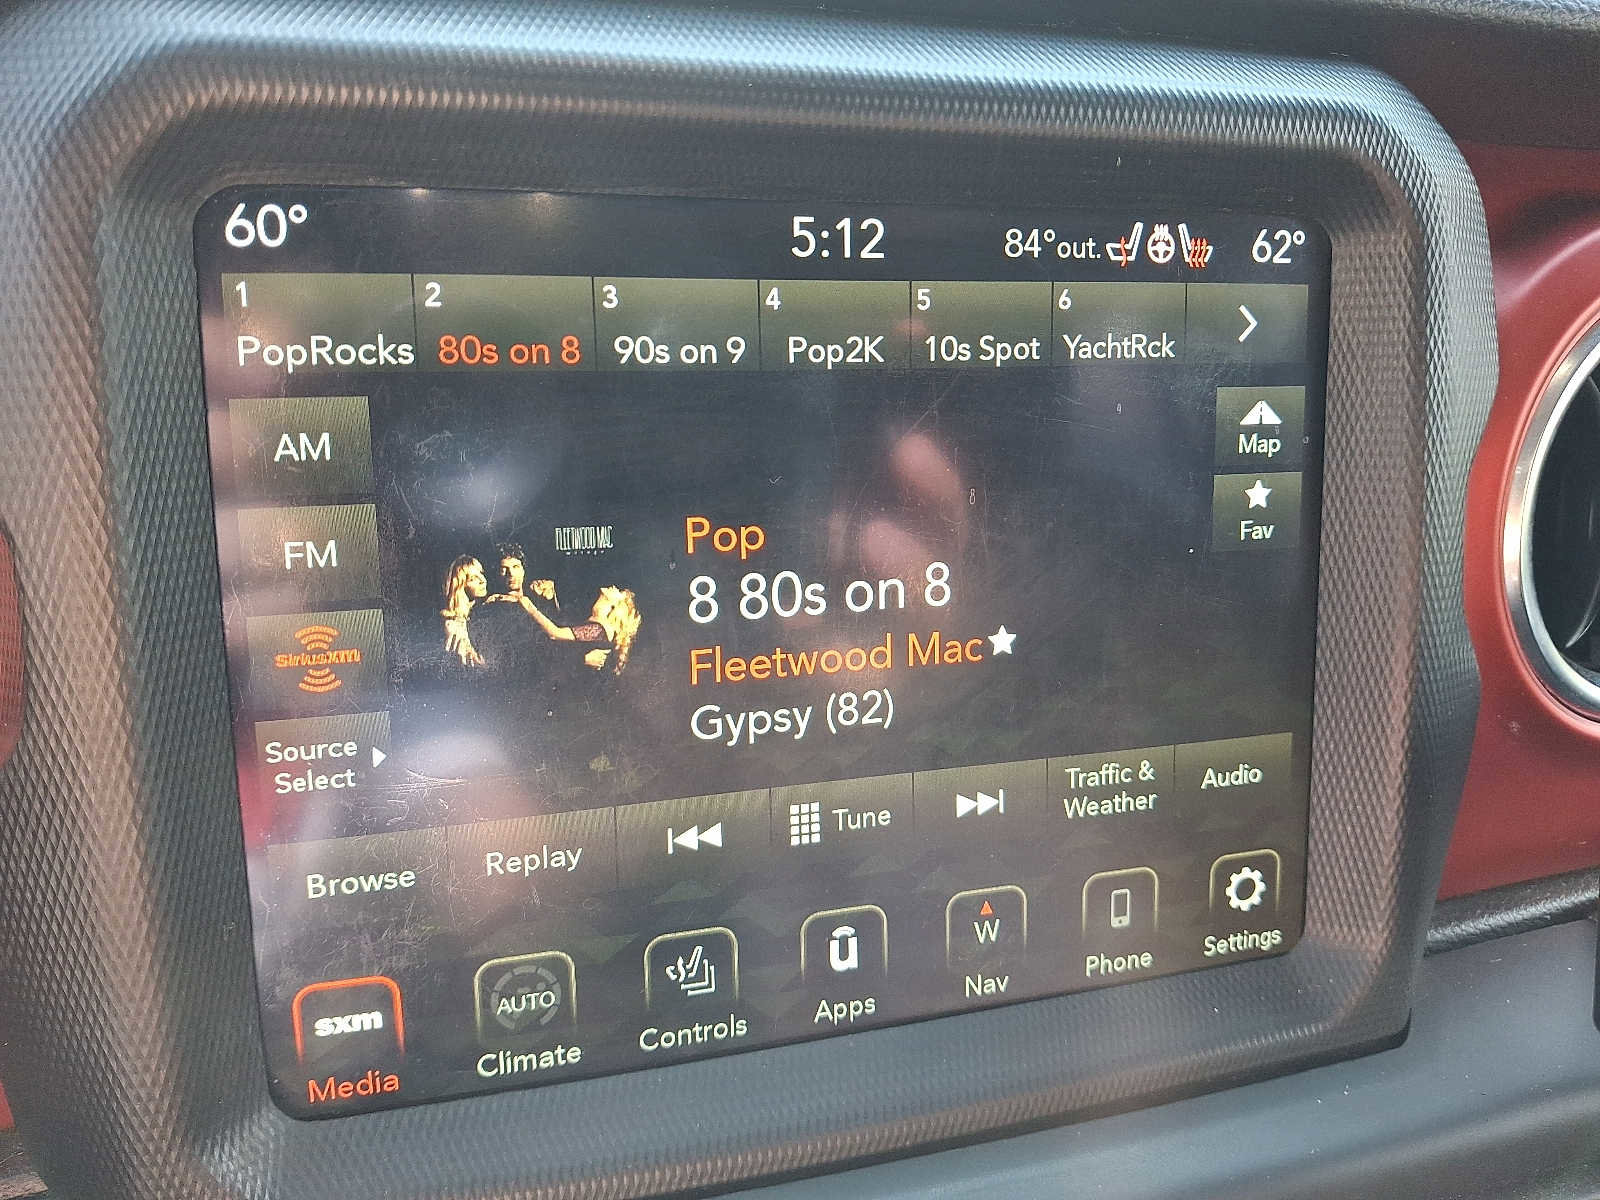 60° 5:12 84°out. 62°
1 2 3 4 5 6
PopRocks 80s on 8 90s on 9 Pop2K 10s Spot YachtRck
AM
Map
FM
Fav
SiriusXM
Source
Select
FLEETWOOD MAC
Pop
8 80s on 8
Fleetwood Mac
Gypsy (82)
Browse Replay Tune
Traffic &
Weather
Audio
sxm AUTO W
Media Climate Controls Apps Nav Phone Settings